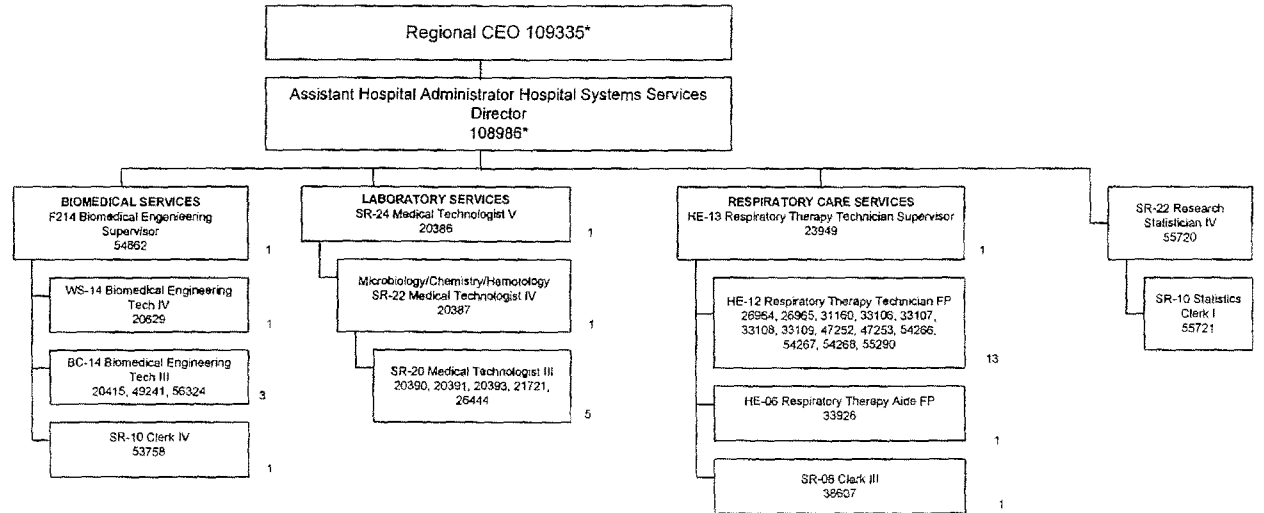 Regional CEO 109335*
Assistant Hospital Administrator Hospital Systems Services
Director
108986*
BIOMEDICAL SERVICES
F214 Biomedical Engenieering
Supervisor
54862
1
WS-14 Biomedical Engineering
Tech IV
20629
1
BC-14 Biomedical Engineering
Tech III
20415, 49241, 56324
3
SR-10 Clerk IV
53758
1
LABORATORY SERVICES
SR-24 Medical Technologist V
20386
1
Microbiology/Chemistry/Hemotology
SR-22 Medical Technologist IV
20387
1
SR-20 Medical Technologist III
20390, 20391, 20393, 21721,
26444
5
RESPIRATORY CARE SERVICES
HE-13 Respiratory Therapy Technician Supervisor
23949
1
HE-12 Respiratory Therapy Technician FP
26964, 26965, 31160, 33106, 33107,
33108, 33109, 47252, 47253, 54266,
54267, 54268, 55290
13
HE-06 Respiratory Therapy Aide FP
33926
1
SR-08 Clerk III
38607
1
SR-22 Research
Statistician IV
55720
SR-10 Statistics
Clerk I
55721